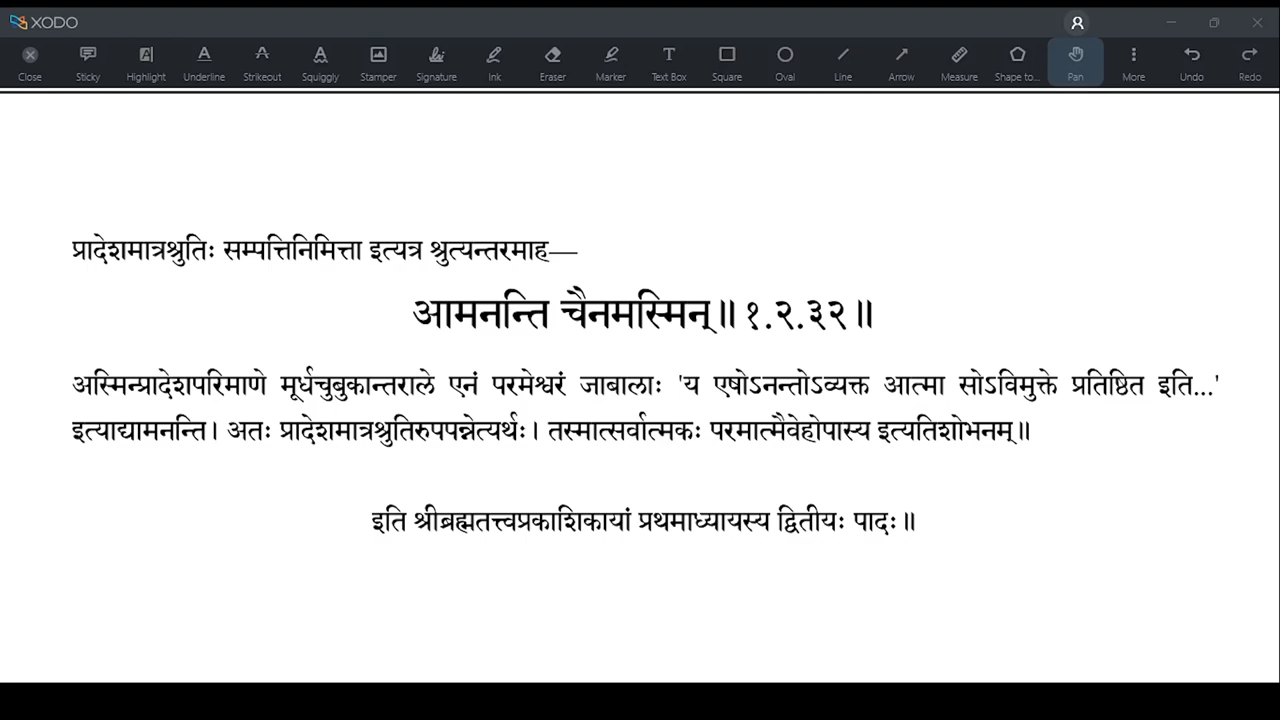 XODO
Close Sticky Highlight Underline Strikeout Squiggly Stamper Signature Ink Eraser Marker Text Box Square Oval Line Arrow Measure Shape to... Pan More Undo Redo
प्रादेशमात्रश्रुतिः सम्पत्तिनिमित्ता इत्यत्र श्रुत्यन्तरमाह—
आमनन्ति चैनमस्मिन्॥ १.२.३२॥
अस्मिन्प्रादेशपरिमाणे मूर्धचुबुकान्तराले एनं परमेश्वरं जाबालाः 'य एषोऽनन्तोऽव्यक्त आत्मा सोऽविमुक्ते प्रतिष्ठित इति...'
इत्याद्यामनन्ति। अतः प्रादेशमात्रश्रुतिरुपपन्नेत्यर्थः। तस्मात्सर्वात्मकः परमात्मैवेहोपास्य इत्यतिशोभनम्॥
इति श्रीब्रह्मतत्त्वप्रकाशिकायां प्रथमाध्यायस्य द्वितीयः पादः॥